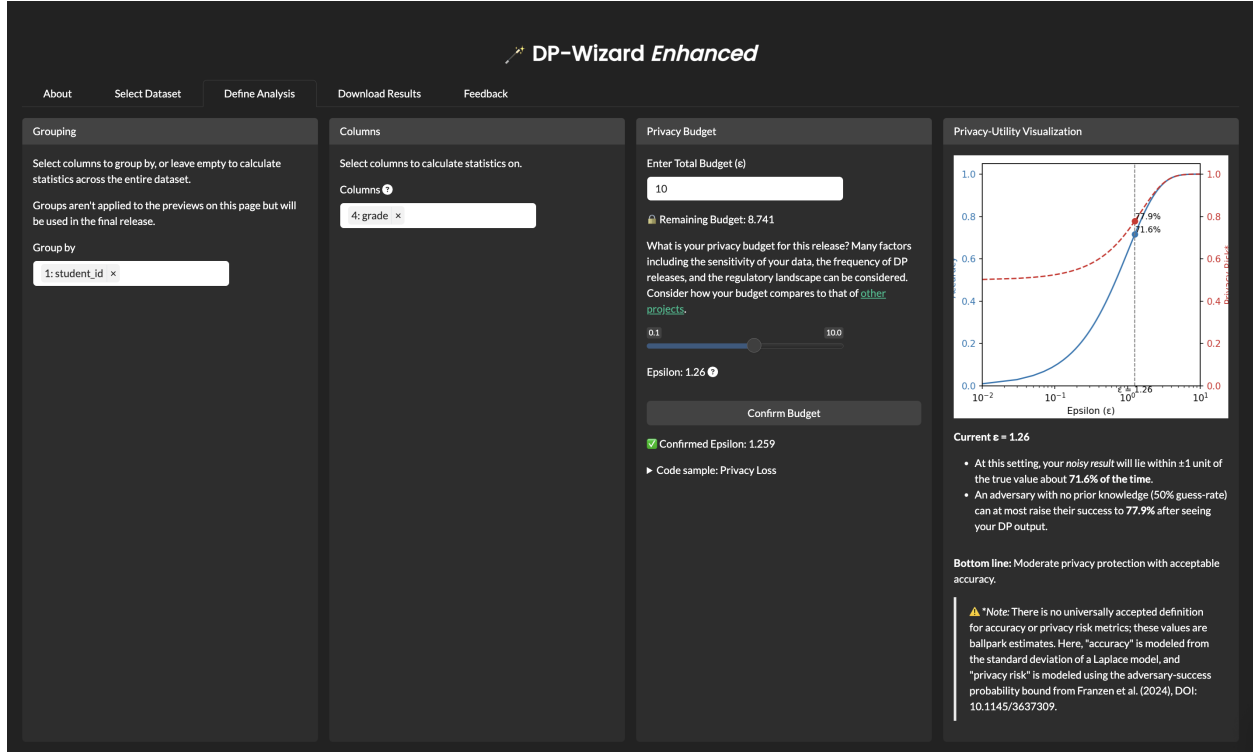 DP-Wizard Enhanced
About Select Dataset Define Analysis Download Results Feedback
Grouping
Select columns to group by, or leave empty to calculate
statistics across the entire dataset.
Groups aren't applied to the previews on this page but will
be used in the final release.
Group by
1: student_id ×
Columns
Select columns to calculate statistics on.
Columns ?
4: grade ×
Privacy Budget
Enter Total Budget (ε)
10
🔒 Remaining Budget: 8.741
What is your privacy budget for this release? Many factors
including the sensitivity of your data, the frequency of DP
releases, and the regulatory landscape can be considered.
Consider how your budget compares to that of other
projects.
0.1 10.0
Epsilon: 1.26 ?
Confirm Budget
✅ Confirmed Epsilon: 1.259
▶ Code sample: Privacy Loss
Privacy-Utility Visualization
1.0 1.0
0.8 0.8
77.9%
71.6%
0.6 0.6
0.4 0.4
0.2 0.2
0.0 0.0
Privacy Risk*
ε = 1.26
10⁻² 10⁻¹ 10⁰ 10¹
Epsilon (ε)
Current ε = 1.26
• At this setting, your noisy result will lie within ±1 unit of
the true value about 71.6% of the time.
• An adversary with no prior knowledge (50% guess-rate)
can at most raise their success to 77.9% after seeing
your DP output.
Bottom line: Moderate privacy protection with acceptable
accuracy.
⚠️ *Note: There is no universally accepted definition
for accuracy or privacy risk metrics; these values are
ballpark estimates. Here, "accuracy" is modeled from
the standard deviation of a Laplace model, and
"privacy risk" is modeled using the adversary-success
probability bound from Franzen et al. (2024), DOI:
10.1145/3637309.